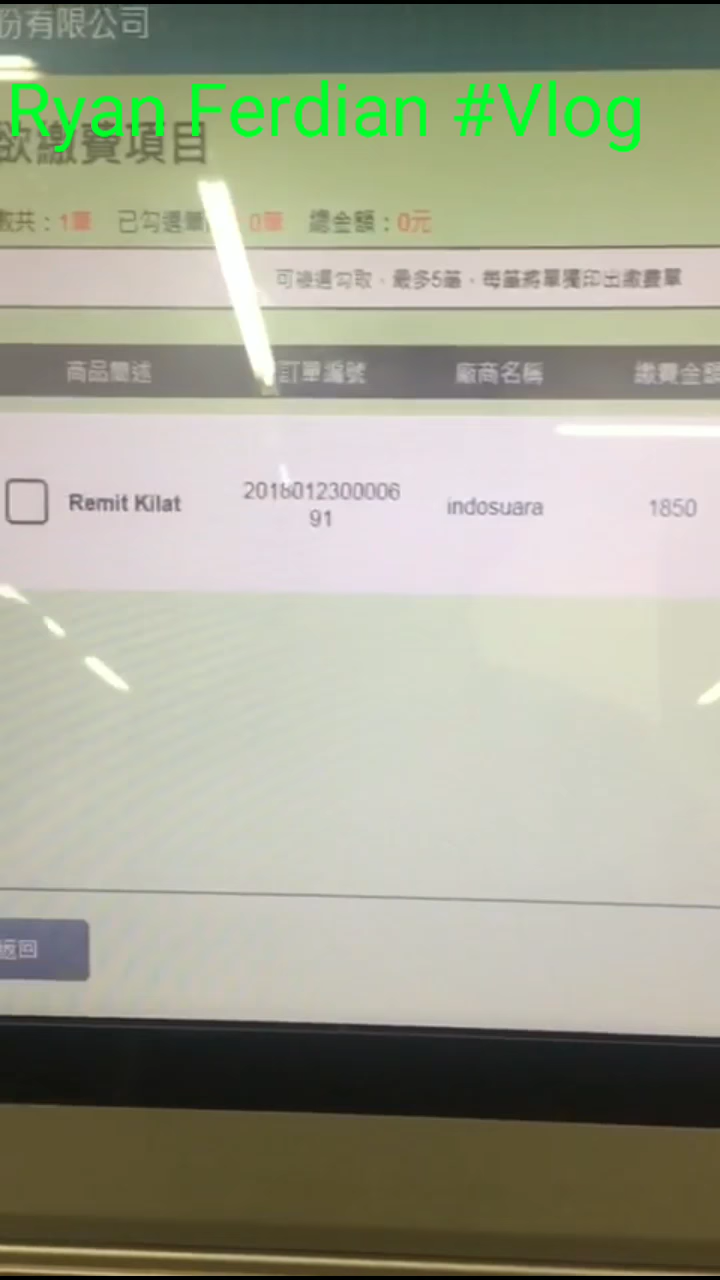 份有限公司
Ryan Ferdian #Vlog
欲繳費項目
數共：1筆 已勾選筆 0筆 總金額：0元
可複選勾取，最多5筆，每筆將單獨印出繳費單
商品簡述 訂單編號 廠商名稱 繳費金額
Remit Kilat 2018012300006 indosuara 1850
91
返回